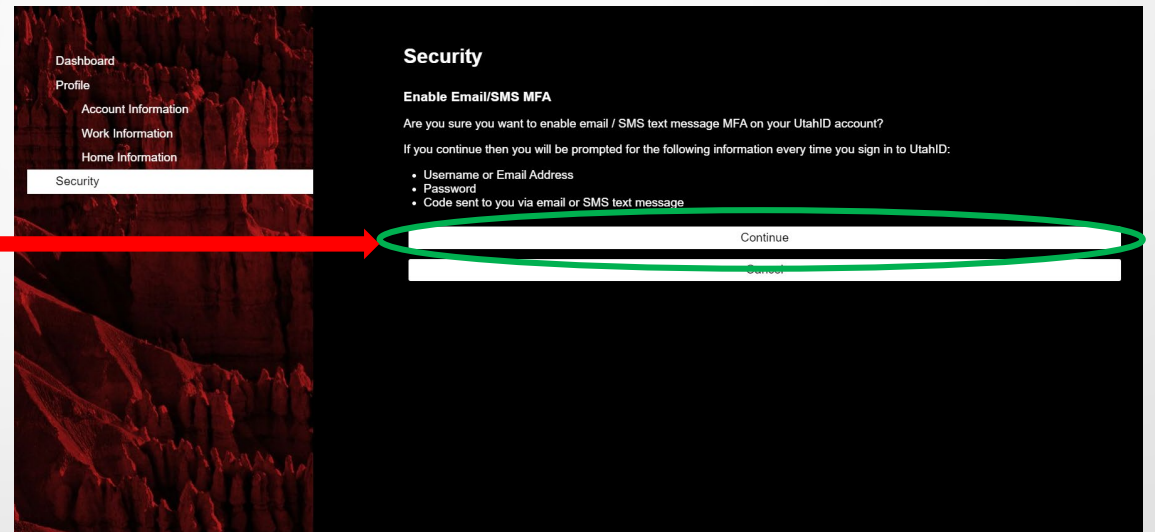 Dashboard
Profile
Account Information
Work Information
Home Information
Security
Security
Enable Email/SMS MFA
Are you sure you want to enable email / SMS text message MFA on your UtahID account?
If you continue then you will be prompted for the following information every time you sign in to UtahID:
• Username or Email Address
• Password
• Code sent to you via email or SMS text message
Continue
Cancel